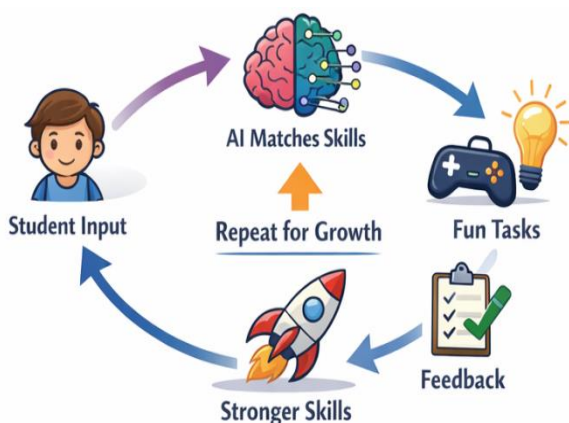 AI Matches Skills
Student Input
Repeat for Growth
Fun Tasks
Feedback
Stronger Skills